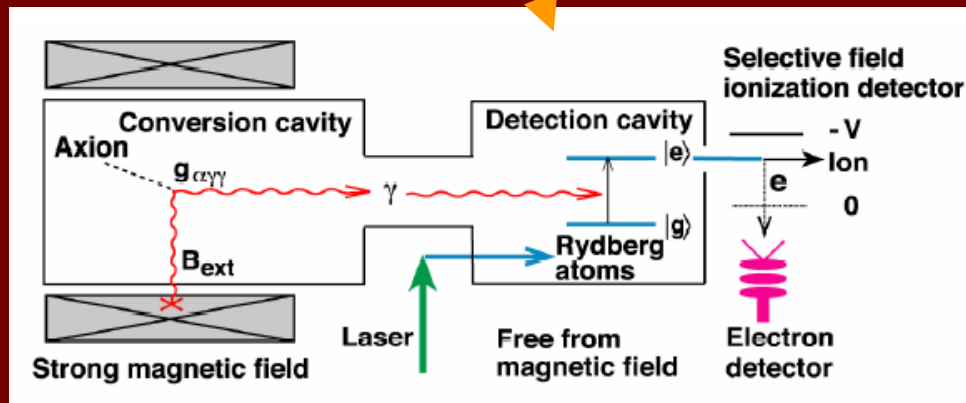 Selective field
ionization detector
Conversion cavity
Detection cavity
- V
Axion
|e⟩
Ion
gαγγ
γ
e
0
|g⟩
Bext
Rydberg
atoms
Laser
Free from
magnetic field
Electron
detector
Strong magnetic field